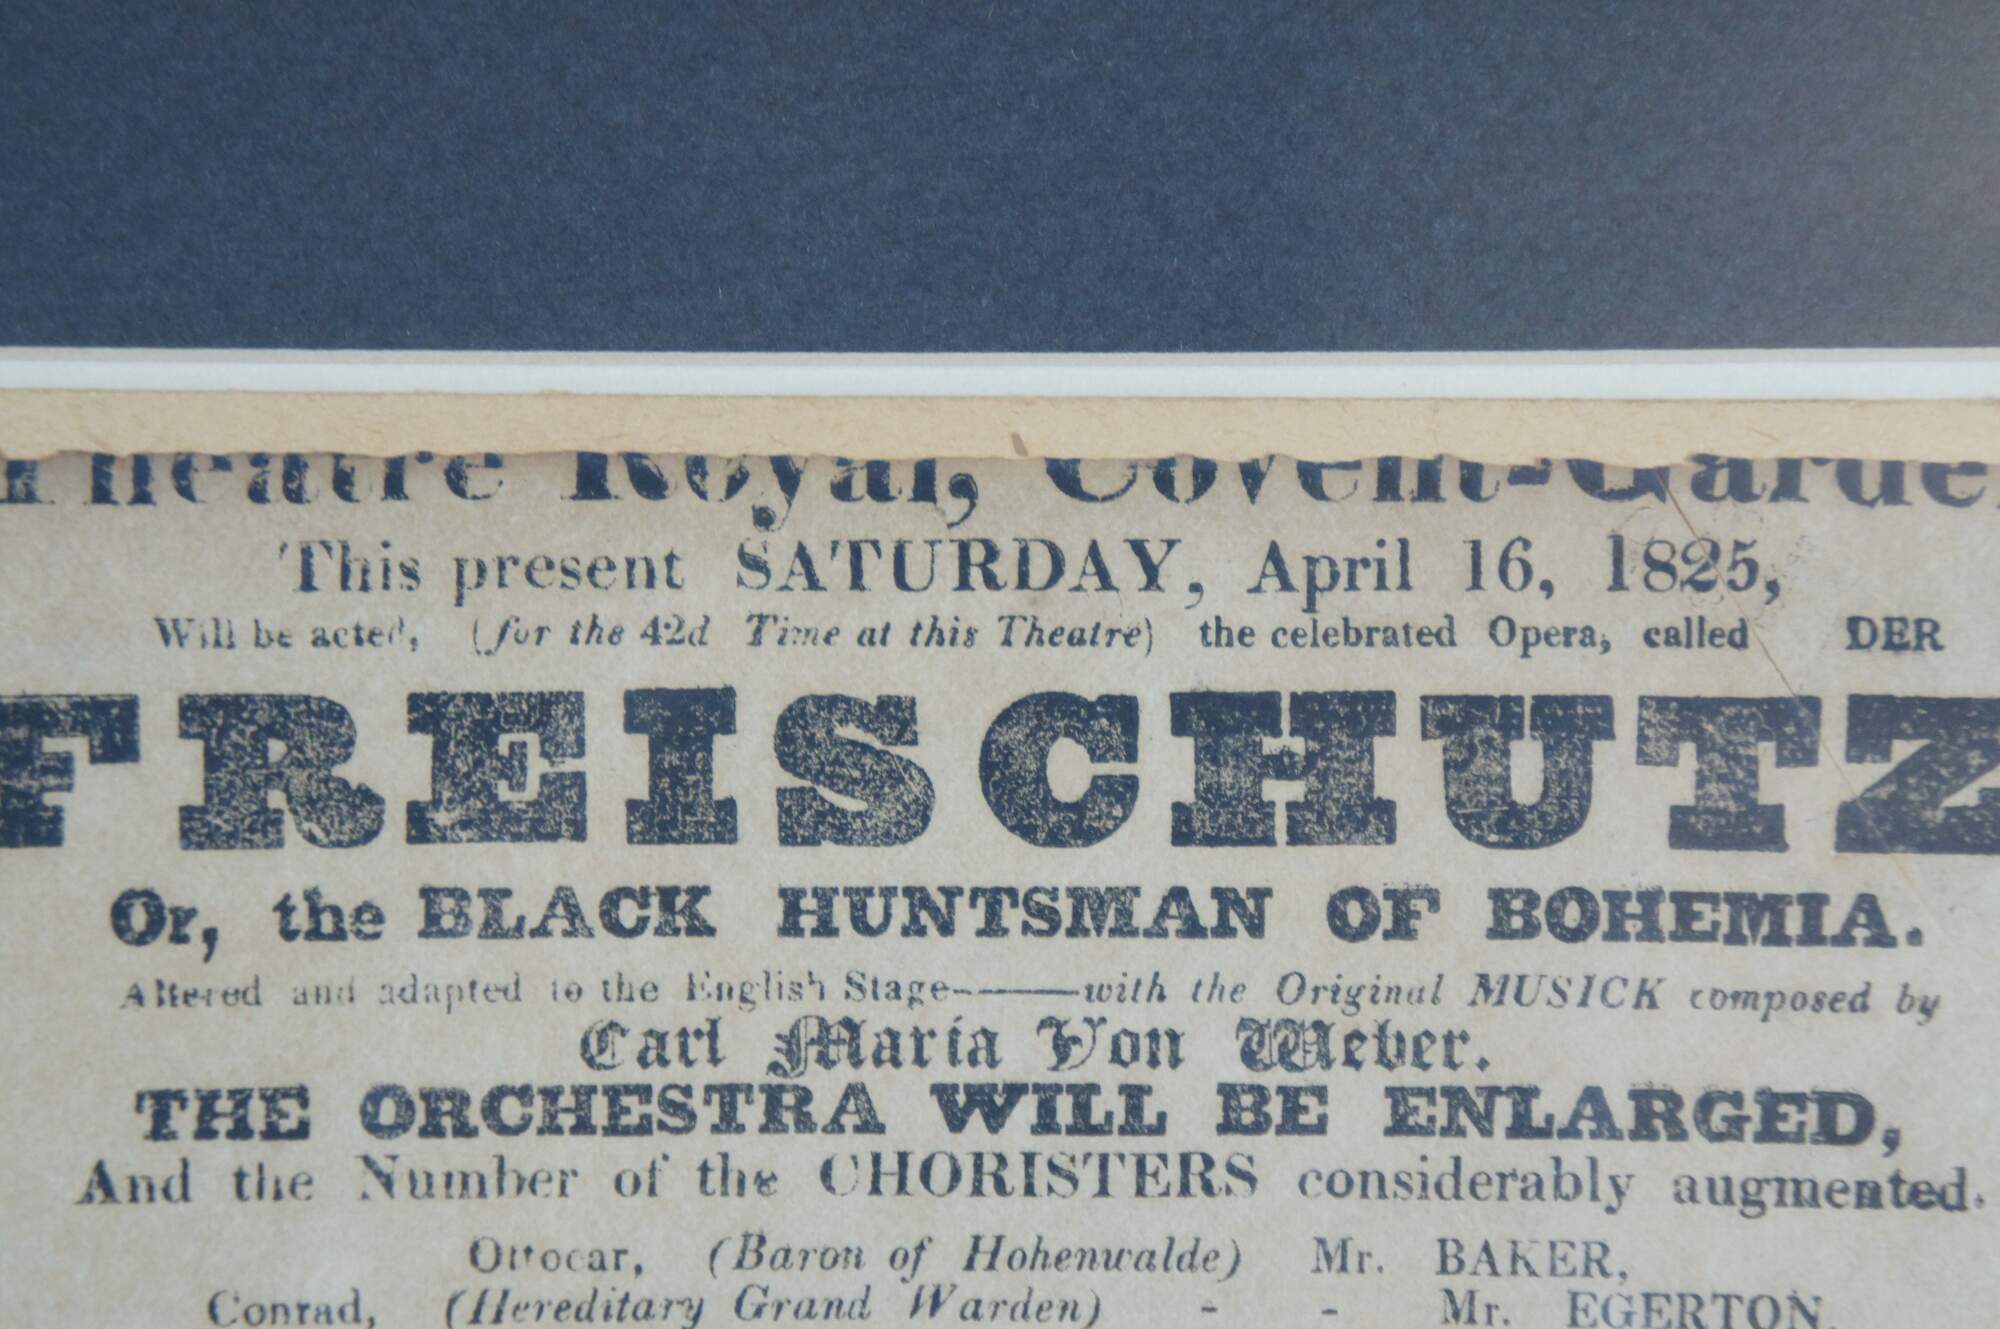 Theatre Royal, Covent-Garden
This present SATURDAY, April 16, 1825,
Will be acted, (for the 42d Time at this Theatre) the celebrated Opera, called DER
FREISCHUTZ
Or, the BLACK HUNTSMAN OF BOHEMIA.
Altered and adapted to the English Stage-——with the Original MUSICK composed by
Carl Maria Von Weber.
THE ORCHESTRA WILL BE ENLARGED,
And the Number of the CHORISTERS considerably augmented.
Ottocar, (Baron of Hohenwalde) Mr. BAKER,
Conrad, (Hereditary Grand Warden) - - Mr. EGERTON,